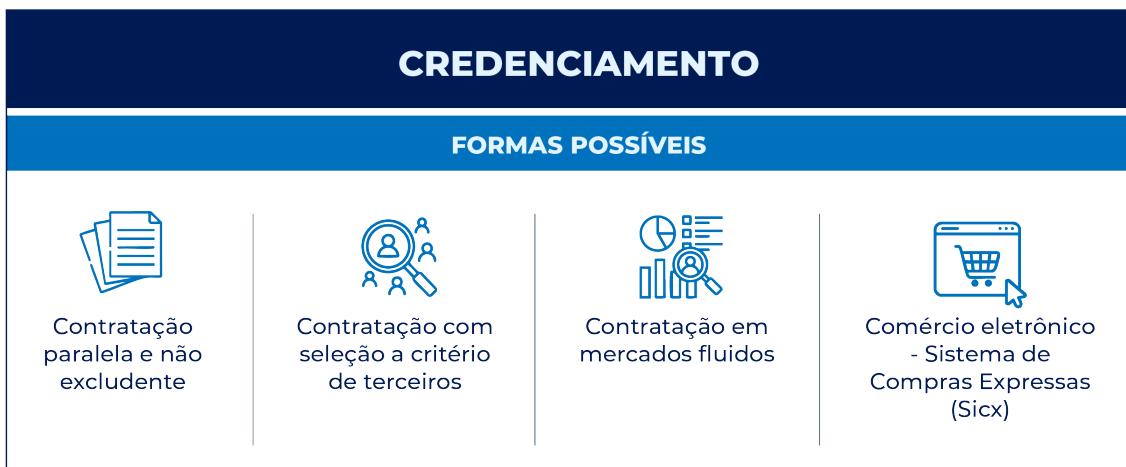 CREDENCIAMENTO
FORMAS POSSÍVEIS
Contratação
paralela e não
excludente
Contratação com
seleção a critério
de terceiros
Contratação em
mercados fluidos
Comércio eletrônico
- Sistema de
Compras Expressas
(Sicx)